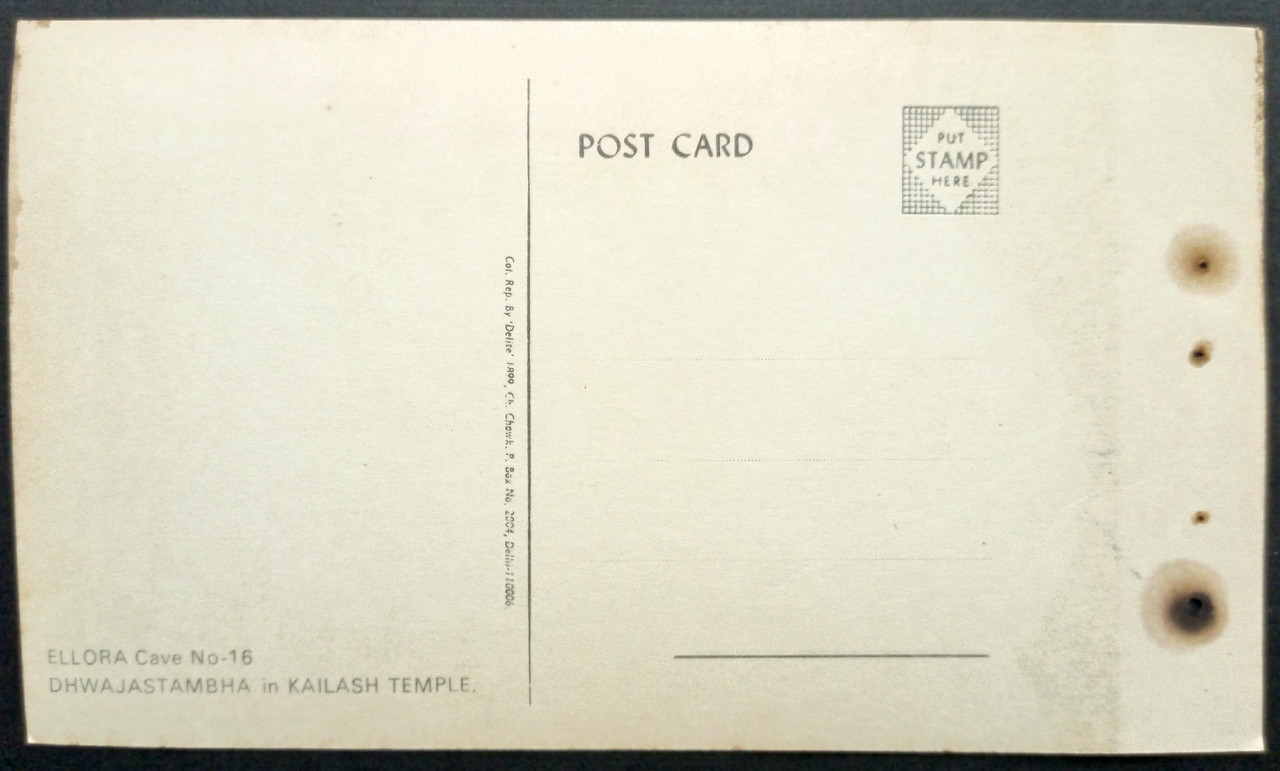 POST CARD
PUT
STAMP
HERE
Col. Rep. By 'Delite' 1899, Ch. Chowk. P. Box No. 2004, Delhi-110006.
ELLORA Cave No-16
DHWAJASTAMBHA in KAILASH TEMPLE.